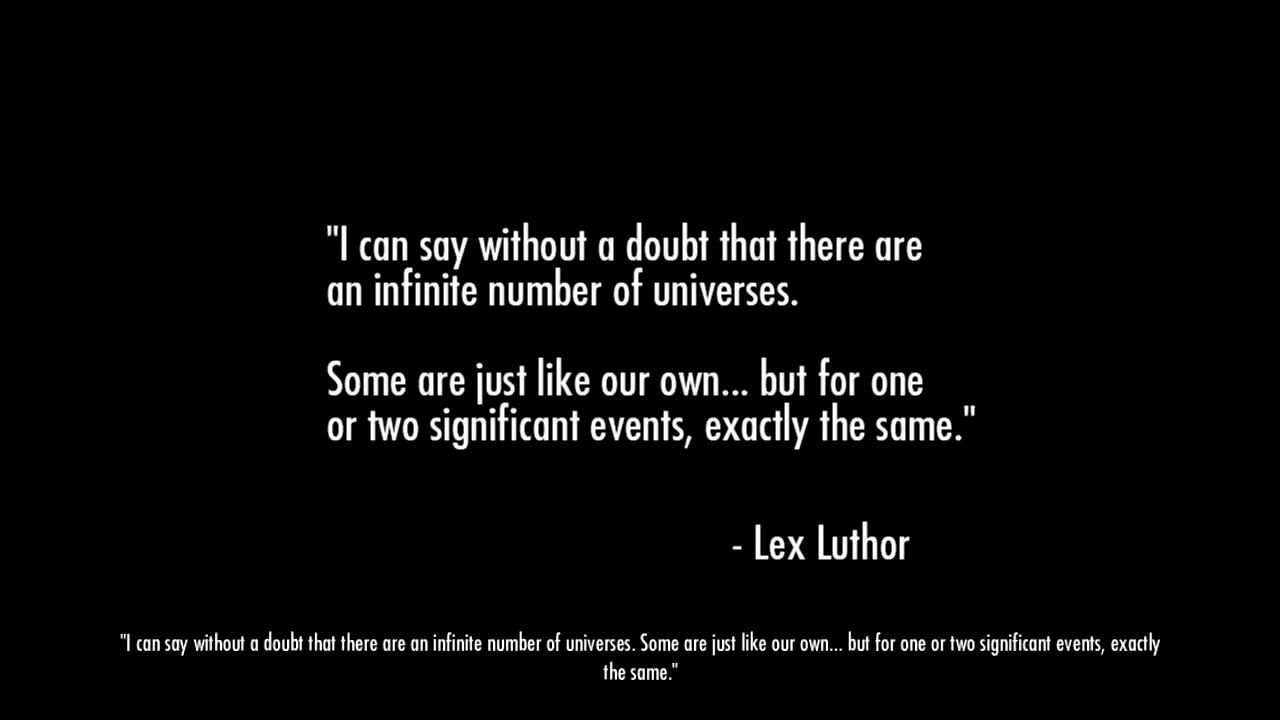 "I can say without a doubt that there are
an infinite number of universes.
Some are just like our own... but for one
or two significant events, exactly the same."
- Lex Luthor
"I can say without a doubt that there are an infinite number of universes. Some are just like our own... but for one or two significant events, exactly
the same."